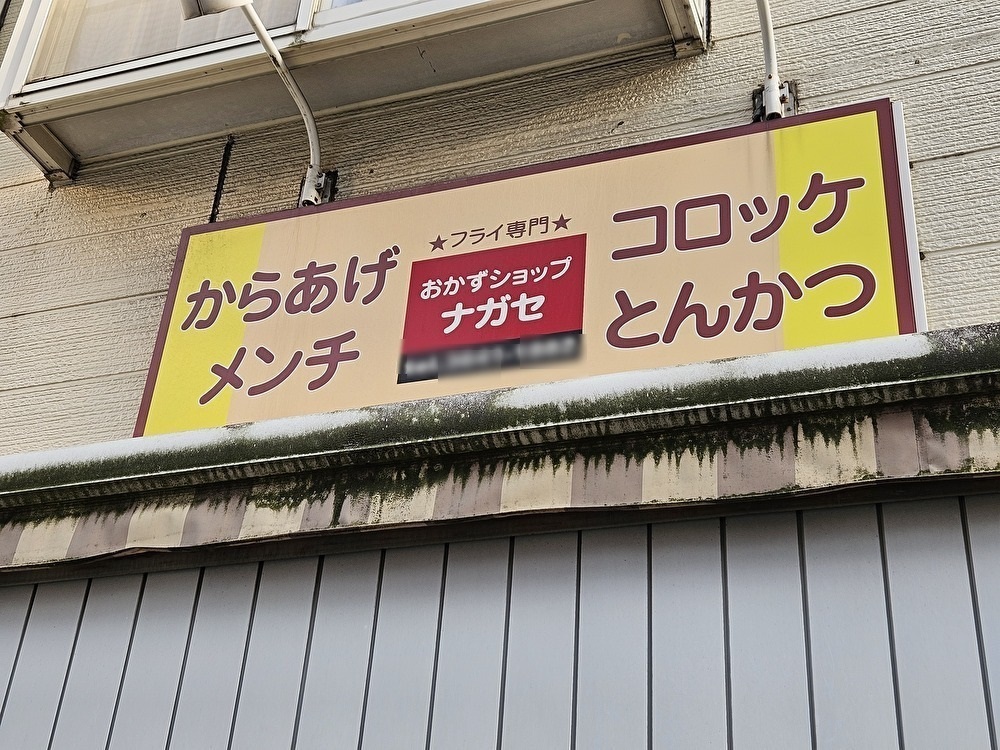 ★フライ専門★
おかずショップ
ナガセ
からあげ
メンチ
コロッケ
とんかつ